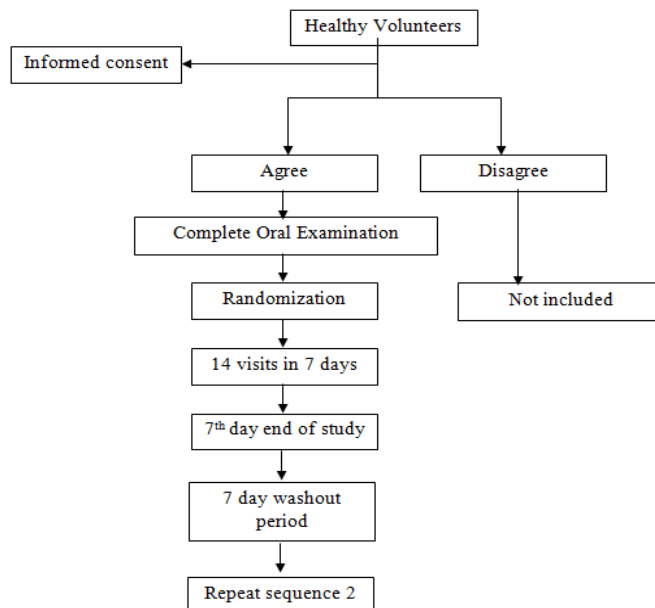 Healthy Volunteers
Informed consent
Agree
Disagree
Complete Oral Examination
Randomization
Not included
14 visits in 7 days
7th day end of study
7 day washout
period
Repeat sequence 2